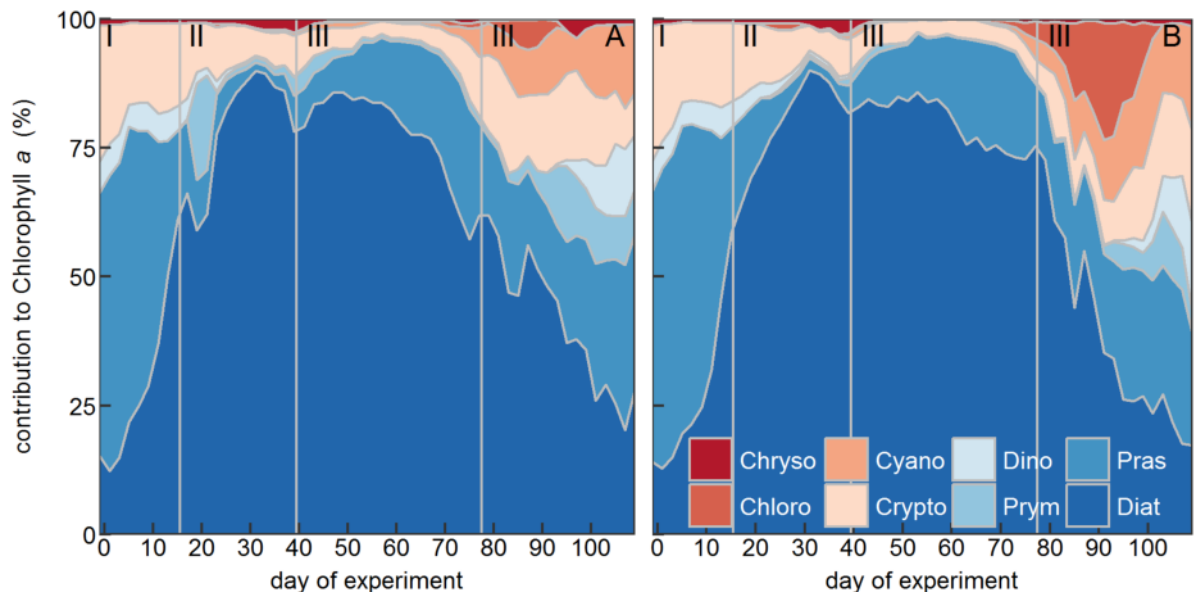 contribution to Chlorophyll a (%)
100
75
50
25
0
I
II
III
III
A
0 10 20 30 40 50 60 70 80 90 100
day of experiment
I
II
III
III
B
Chryso Cyano Dino Pras
Chloro Crypto Prym Diat
0 10 20 30 40 50 60 70 80 90 100
day of experiment